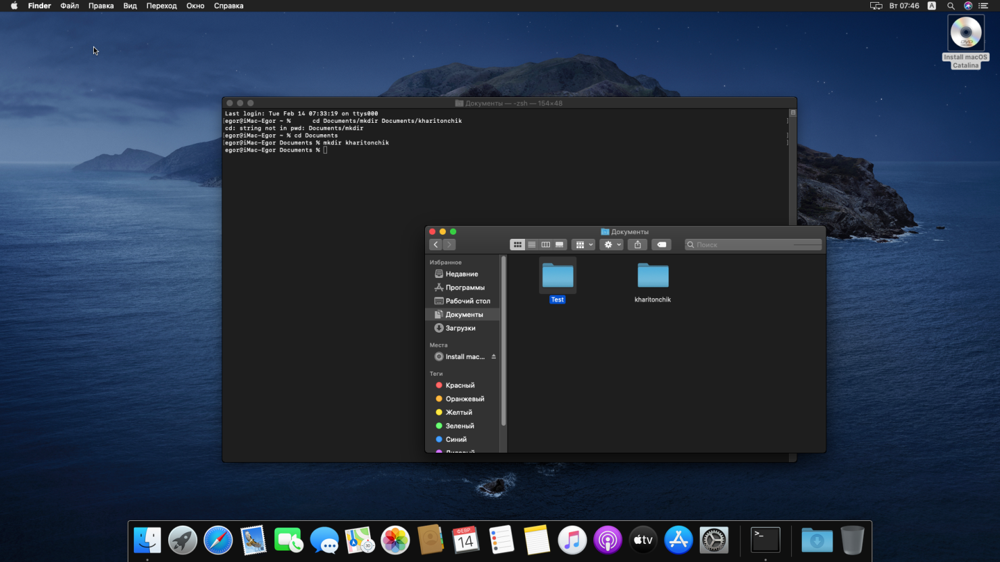 Finder Файл Правка Вид Переход Окно Справка
Вт 07:46 A
DVD
Install macOS
Catalina
Документы — -zsh — 154×48
Last login: Tue Feb 14 07:33:19 on ttys000
[egor@iMac-Egor ~ %      cd Documents/mkdir Documents/kharitonchik ]
cd: string not in pwd: Documents/mkdir
[egor@iMac-Egor ~ % cd Documents ]
[egor@iMac-Egor Documents % mkdir kharitonchik ]
egor@iMac-Egor Documents %
Документы
Поиск
Избранное
Недавние
Программы
Рабочий стол
Документы
Загрузки
Места
Install mac...
Теги
Красный
Оранжевый
Желтый
Зеленый
Синий
Test
kharitonchik
ФЕВР.
14
tv
>_